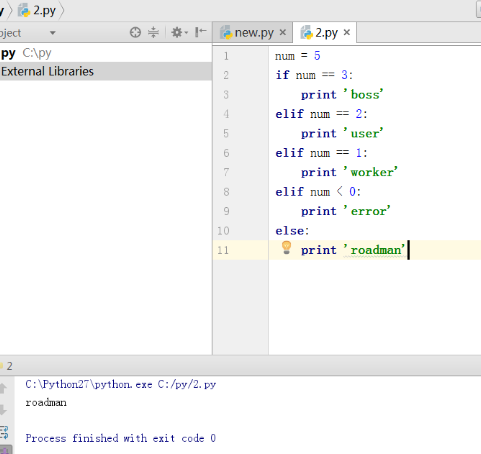 y 2.py
oject
new.py
2.py
py C:\py
External Libraries
1 num = 5
2 if num == 3:
3 print 'boss'
4 elif num == 2:
5 print 'user'
6 elif num == 1:
7 print 'worker'
8 elif num < 0:
9 print 'error'
10 else:
11 print 'roadman'
2
C:\Python27\python.exe C:/py/2.py
roadman
Process finished with exit code 0